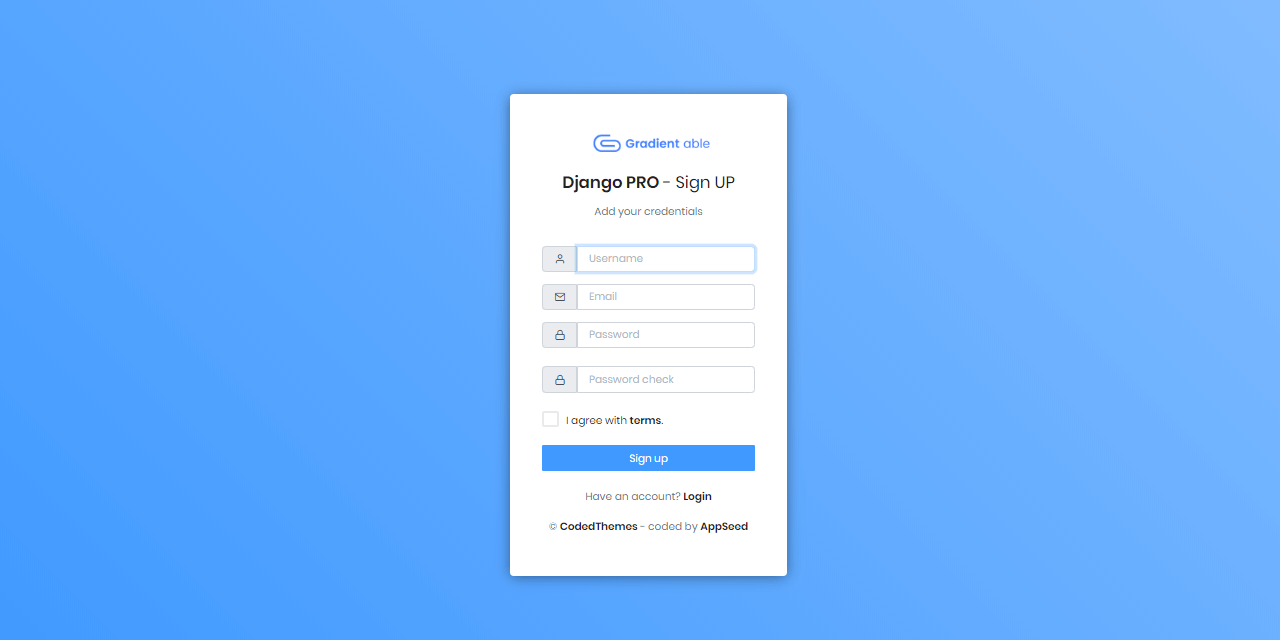 Gradient able
Django PRO - Sign UP
Add your credentials
Username
Email
Password
Password check
I agree with terms.
Sign up
Have an account? Login
© CodedThemes - coded by AppSeed